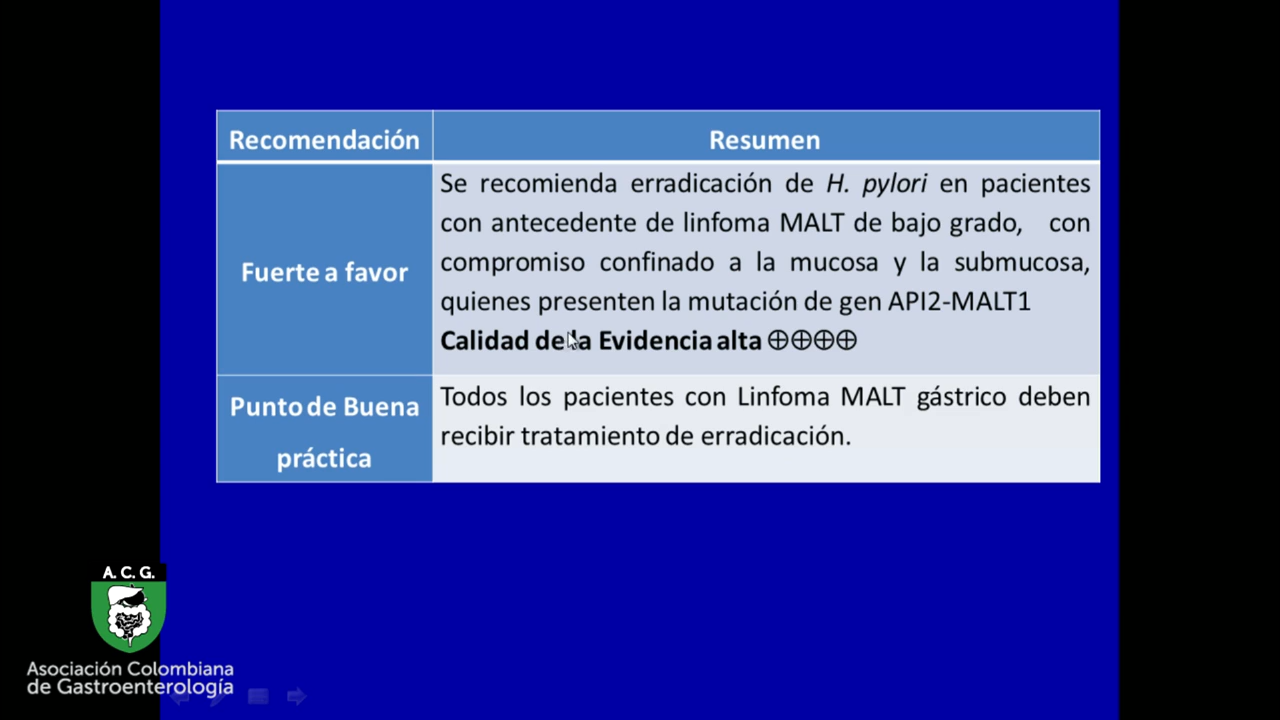 Recomendación
Resumen
Fuerte a favor
Se recomienda erradicación de H. pylori en pacientes
con antecedente de linfoma MALT de bajo grado, con
compromiso confinado a la mucosa y la submucosa,
quienes presenten la mutación de gen API2-MALT1
Calidad de la Evidencia alta ⊕⊕⊕⊕
Punto de Buena
práctica
Todos los pacientes con Linfoma MALT gástrico deben
recibir tratamiento de erradicación.
A. C. G.
Asociación Colombiana
de Gastroenterología